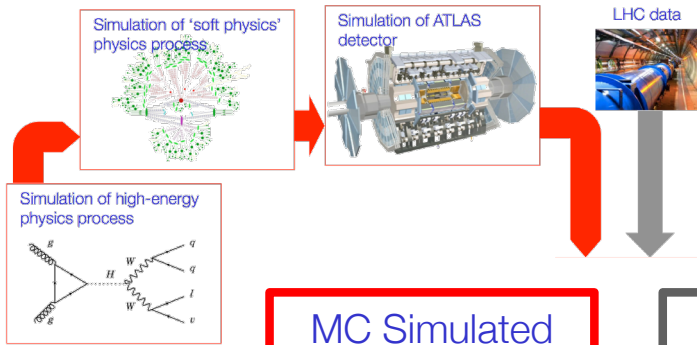 Simulation of 'soft physics'
physics process
Simulation of ATLAS
detector
LHC data
Simulation of high-energy
physics process
g
g
H
W
W
q
q
l
υ
MC Simulated